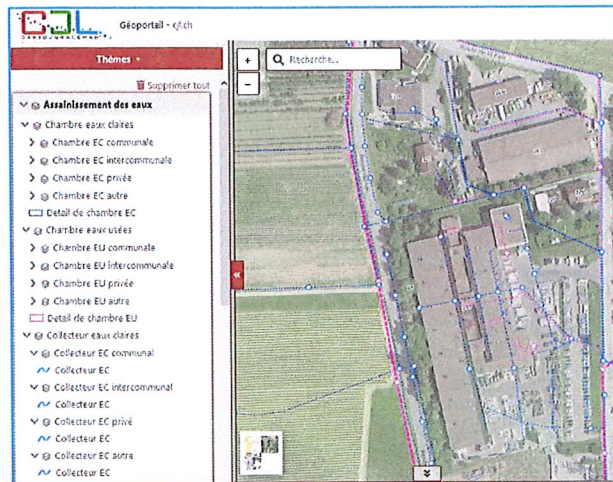 CJL
Géoportail - cjl.ch
Thèmes
Supprimer tout
Assainissement des eaux
Chambre eaux claires
Chambre EC communale
Chambre EC intercommunale
Chambre EC privée
Chambre EC autre
Detail de chambre EC
Chambre eaux usées
Chambre EU communale
Chambre EU intercommunale
Chambre EU privée
Chambre EU autre
Detail de chambre EU
Collecteur eaux claires
Collecteur EC communal
Collecteur EC
Collecteur EC intercommunal
Collecteur EC
Collecteur EC privé
Collecteur EC
Collecteur EC autre
Collecteur EC
+
Recherche...
−
«